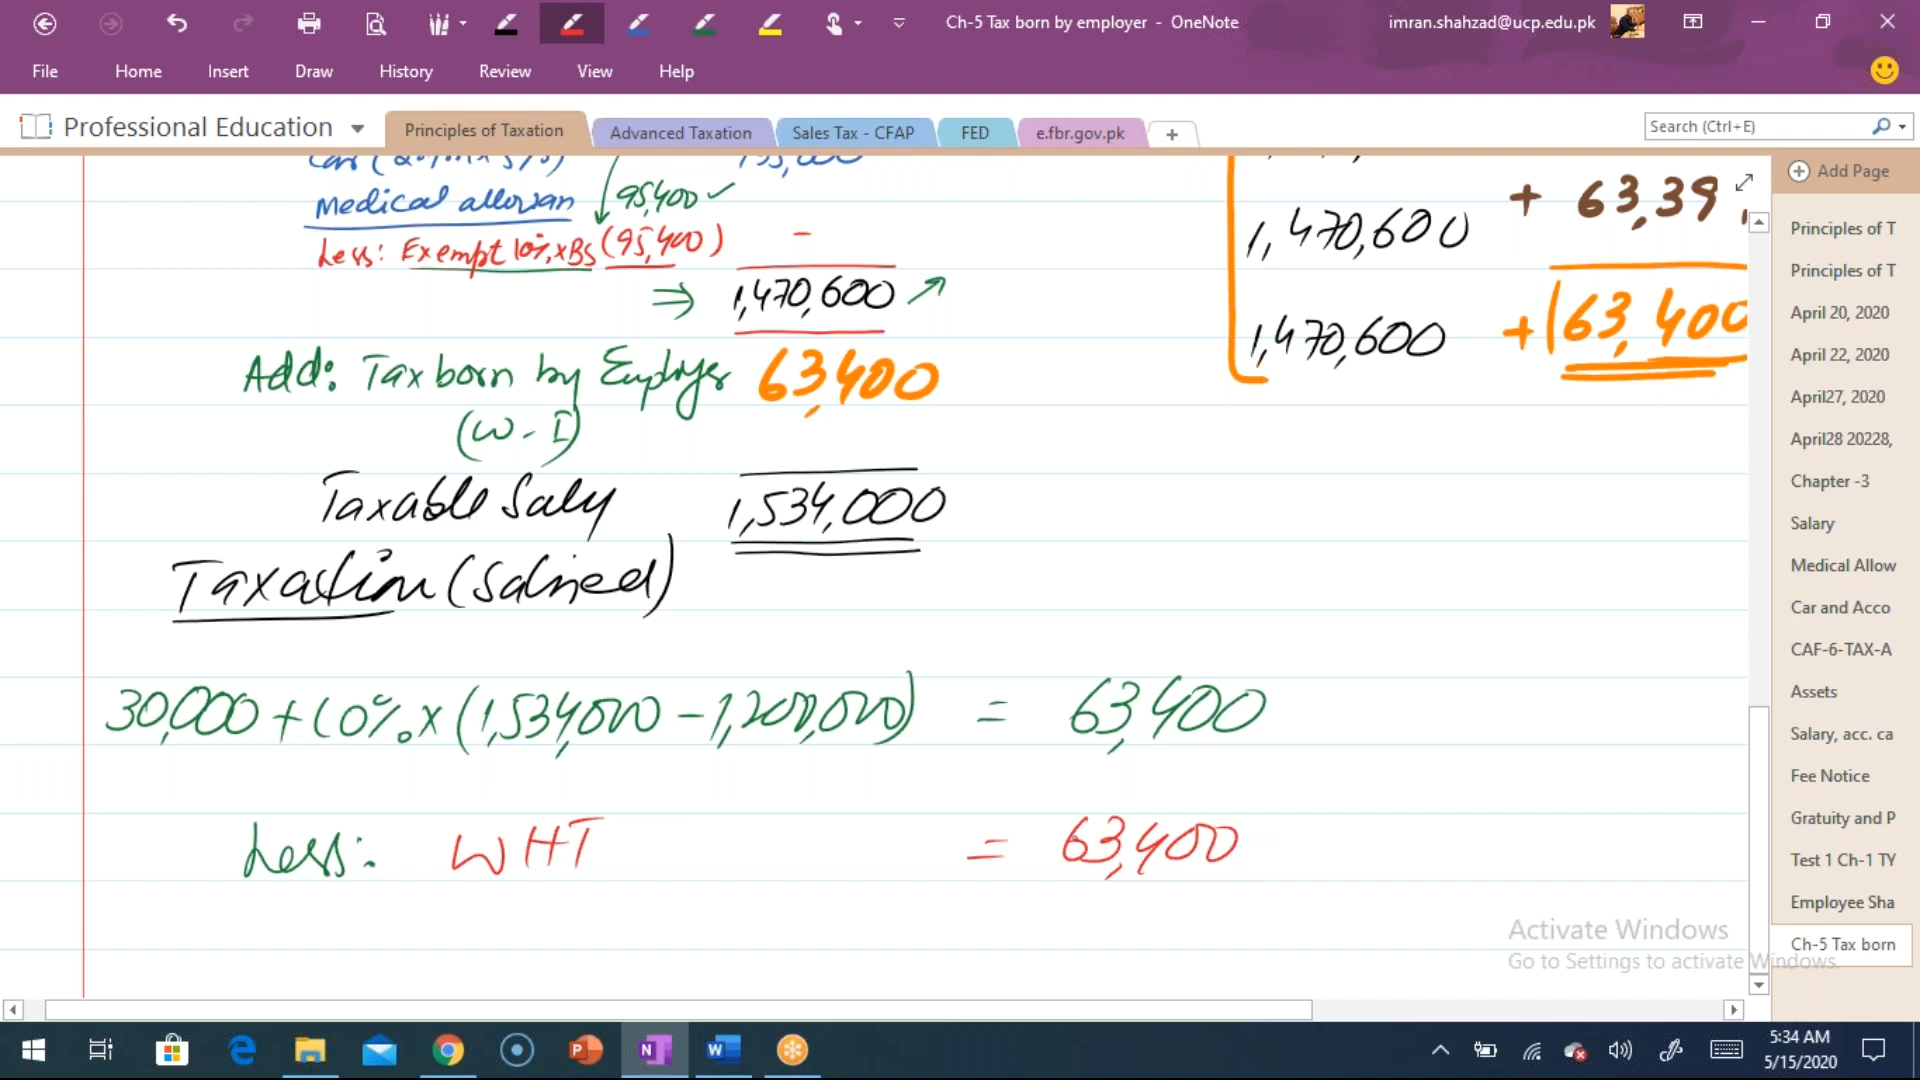 Ch-5 Tax born by employer - OneNote
imran.shahzad@ucp.edu.pk
File Home Insert Draw History Review View Help
Professional Education
Principles of Taxation
Advanced Taxation
Sales Tax - CFAP
FED
e.fbr.gov.pk
Search (Ctrl+E)
Add Page
Medical allowan 95,400
Less: Exempt 10% x BS (95,400) -
1,470,600
Add: Tax born by Employer 63,400
(W-I)
Taxable Salry 1,534,000
Taxation (Salried)
30,000 + 10% x (1,534,000 - 1,200,000) = 63,400
Less: WHT = 63,400
+ 63,39
1,470,600
1,470,600 + 63,400
Principles of T
Principles of T
April 20, 2020
April 22, 2020
April27, 2020
April28 20228,
Chapter -3
Salary
Medical Allow
Car and Acco
CAF-6-TAX-A
Assets
Salary, acc. ca
Fee Notice
Gratuity and P
Test 1 Ch-1 TY
Employee Sha
Ch-5 Tax born
Activate Windows
Go to Settings to activate Windows.
5:34 AM
5/15/2020